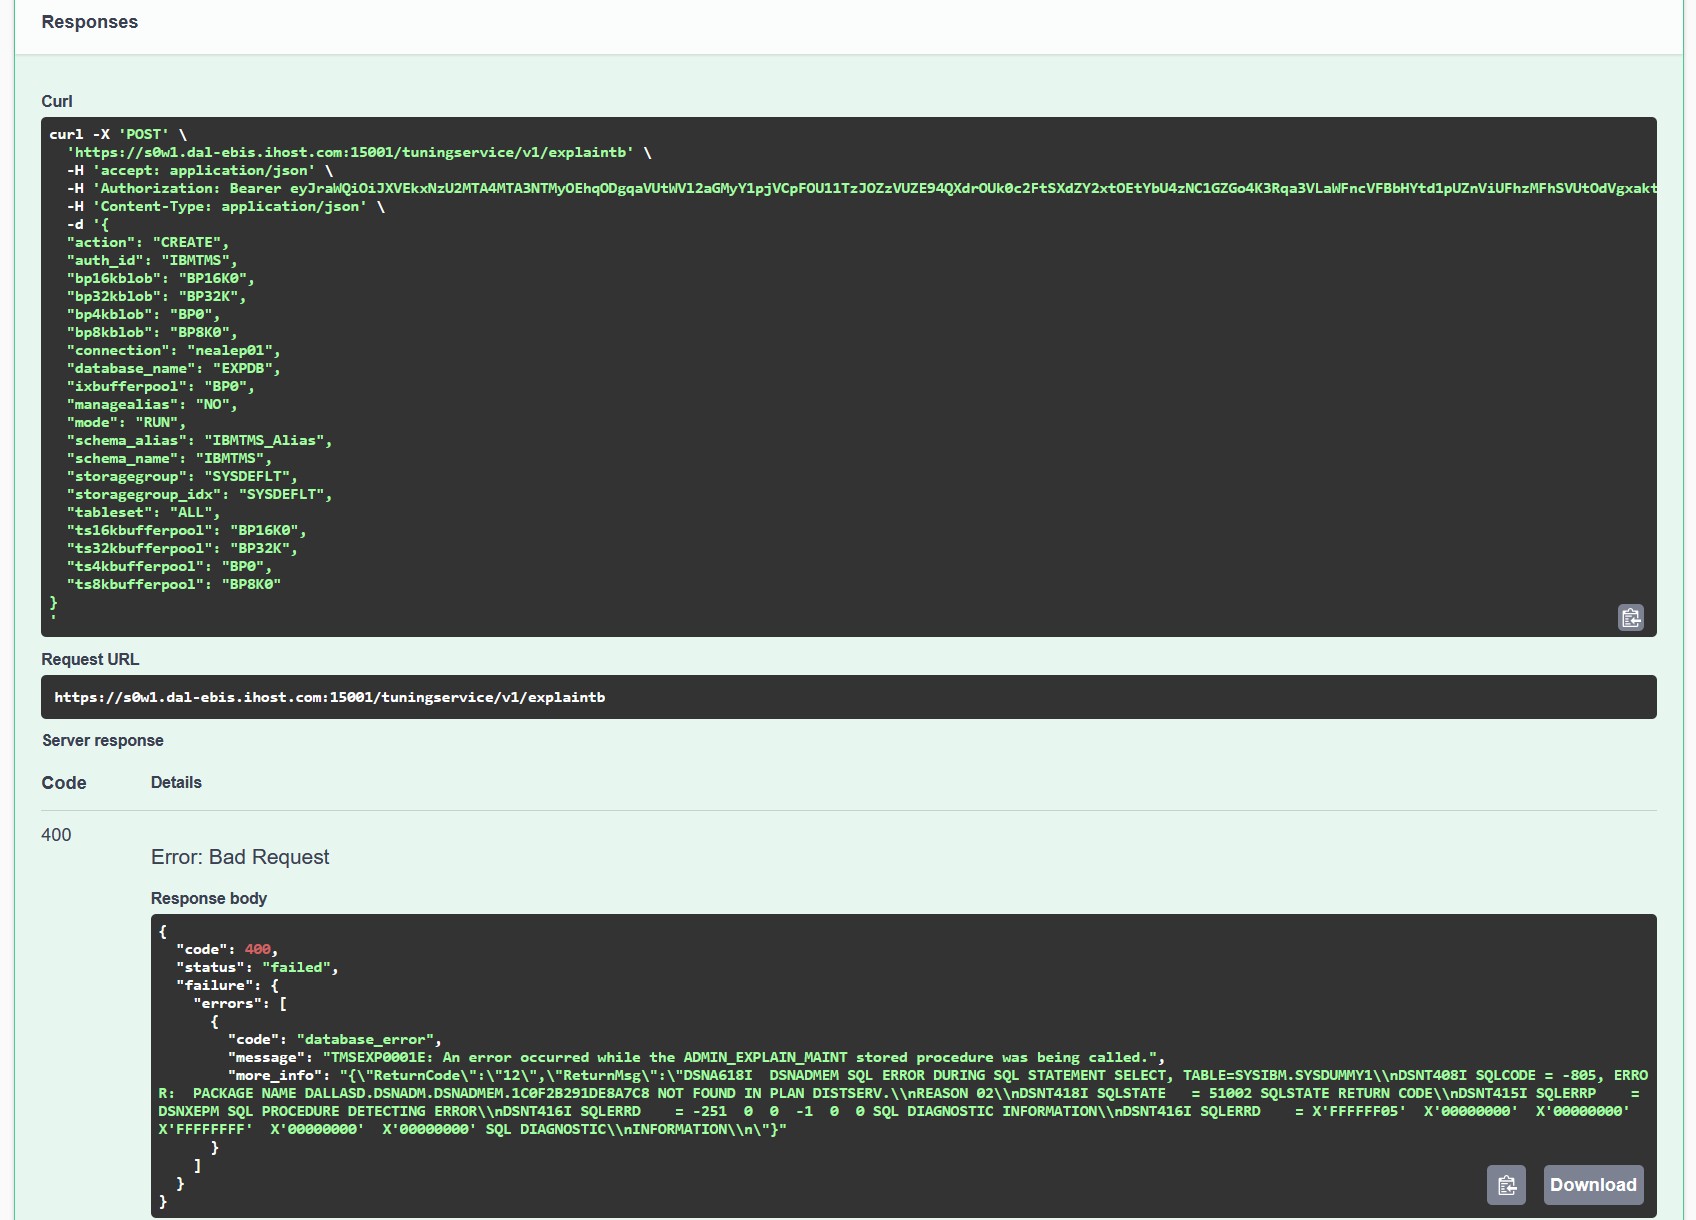 Responses
Curl
curl -X 'POST' \
'https://s0w1.dal-ebis.ihost.com:15001/tuningservice/v1/explaintb' \
-H 'accept: application/json' \
-H 'Authorization: Bearer
-H 'Content-Type: application/json' \
-d '{
"action": "CREATE",
"auth_id": "IBMTMS",
"bp16kblob": "BP16K0",
"bp32kblob": "BP32K",
"bp4kblob": "BP0",
"bp8kblob": "BP8K0",
"connection": "nealep01",
"database_name": "EXPDB",
"ixbufferpool": "BP0",
"managealias": "NO",
"mode": "RUN",
"schema_alias": "IBMTMS_Alias",
"schema_name": "IBMTMS",
"storagegroup": "SYSDEFLT",
"storagegroup_idx": "SYSDEFLT",
"tableset": "ALL",
"ts16kbufferpool": "BP16K0",
"ts32kbufferpool": "BP32K",
"ts4kbufferpool": "BP0",
"ts8kbufferpool": "BP8K0"
}
'
Request URL
https://s0w1.dal-ebis.ihost.com:15001/tuningservice/v1/explaintb
Server response
Code Details
400
Error: Bad Request
Response body
{
"code": 400,
"status": "failed",
"failure": {
"errors": [
{
"code": "database_error",
"message": "TMSEXP0001E: An error occurred while the ADMIN_EXPLAIN_MAINT stored procedure was being called.",
"more_info": "{\"ReturnCode\":\"12\",\"ReturnMsg\":\"DSNA618I  DSNADMEM SQL ERROR DURING SQL STATEMENT SELECT, TABLE=SYSIBM.SYSDUMMY1\\nDSNT408I SQLCODE = -805, ERRO
R:  PACKAGE NAME DALLASD.DSNADM.DSNADMEM.1C0F2B291DE8A7C8 NOT FOUND IN PLAN DISTSERV.\\nREASON 02\\nDSNT418I SQLSTATE   = 51002 SQLSTATE RETURN CODE\\nDSNT415I SQLERRP    =
DSNXEPM SQL PROCEDURE DETECTING ERROR\\nDSNT416I SQLERRD    = -251  0  0  -1  0  0 SQL DIAGNOSTIC INFORMATION\\nDSNT416I SQLERRD    = X'FFFFFF05'  X'00000000'  X'00000000'
X'FFFFFFFF'  X'00000000'  X'00000000' SQL DIAGNOSTIC\\nINFORMATION\\n\"}"
}
]
}
}
Download